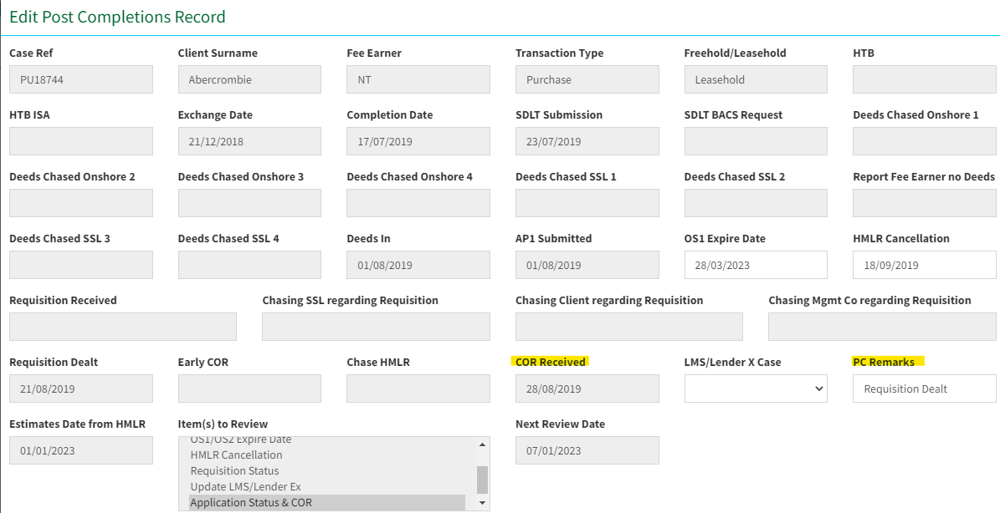 Edit Post Completions Record
Case Ref Client Surname Fee Earner Transaction Type Freehold/Leasehold HTB
PU18744 Abercrombie NT Purchase Leasehold
HTB ISA Exchange Date Completion Date SDLT Submission SDLT BACS Request Deeds Chased Onshore 1
21/12/2018 17/07/2019 23/07/2019
Deeds Chased Onshore 2 Deeds Chased Onshore 3 Deeds Chased Onshore 4 Deeds Chased SSL 1 Deeds Chased SSL 2 Report Fee Earner no Deeds
Deeds Chased SSL 3 Deeds Chased SSL 4 Deeds In AP1 Submitted OS1 Expire Date HMLR Cancellation
01/08/2019 01/08/2019 28/03/2023 18/09/2019
Requisition Received Chasing SSL regarding Requisition Chasing Client regarding Requisition Chasing Mgmt Co regarding Requisition
Requisition Dealt Early COR Chase HMLR COR Received LMS/Lender X Case PC Remarks
21/08/2019 28/08/2019 Requisition Dealt
Estimates Date from HMLR Item(s) to Review Next Review Date
OS1/OS2 Expire Date
01/01/2023 HMLR Cancellation 07/01/2023
Requisition Status
Update LMS/Lender Ex
Application Status & COR